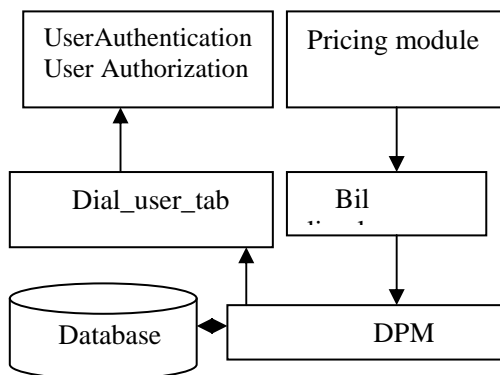 UserAuthentication
User Authorization
Pricing module
Dial_user_tab
Bil
Database
DPM